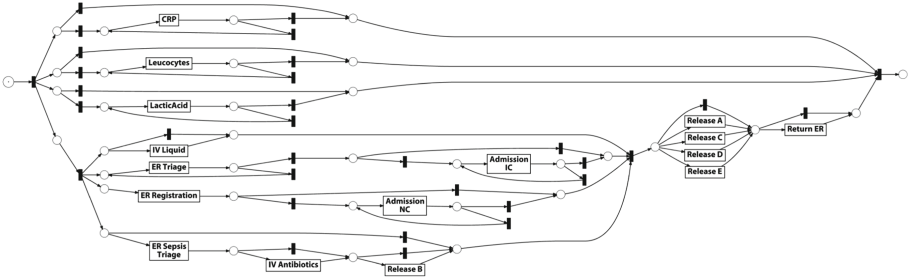 CRP
Leucocytes
LacticAcid
IV Liquid
ER Triage
Admission
IC
ER Registration
Admission
NC
ER Sepsis
Triage
IV Antibiotics
Release B
Release A
Release C
Release D
Release E
Return ER